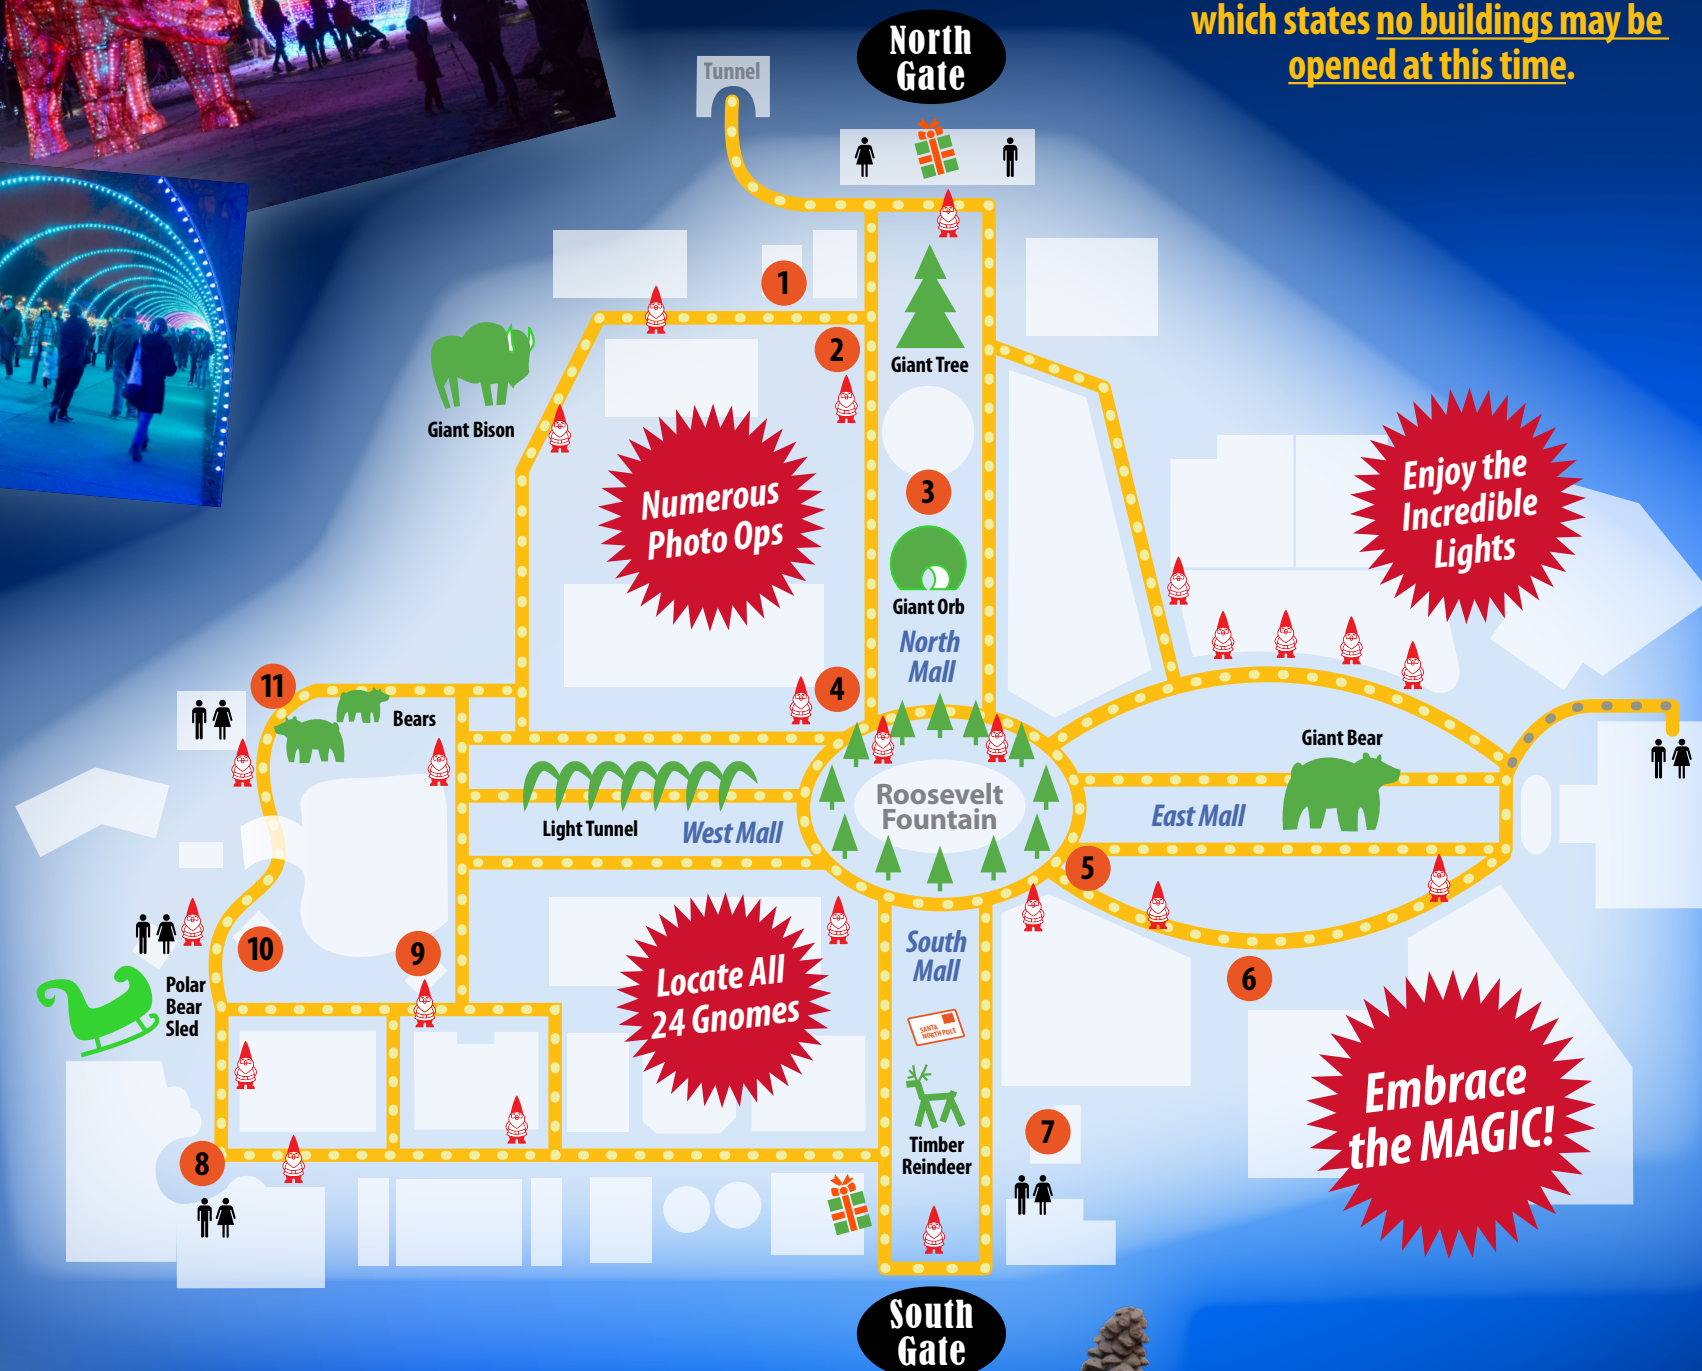 which states no buildings may be
opened at this time.
North
Gate
Tunnel
1
2
Giant Tree
Giant Bison
3
Numerous
Photo Ops
Enjoy the
Incredible
Lights
Giant Orb
North
Mall
4
11
Bears
Giant Bear
Roosevelt
Fountain
Light Tunnel
West Mall
East Mall
5
9
10
6
Polar
Bear
Sled
Locate All
24 Gnomes
South
Mall
SANTA
NORTH POLE
Embrace
the MAGIC!
Timber
Reindeer
7
8
South
Gate